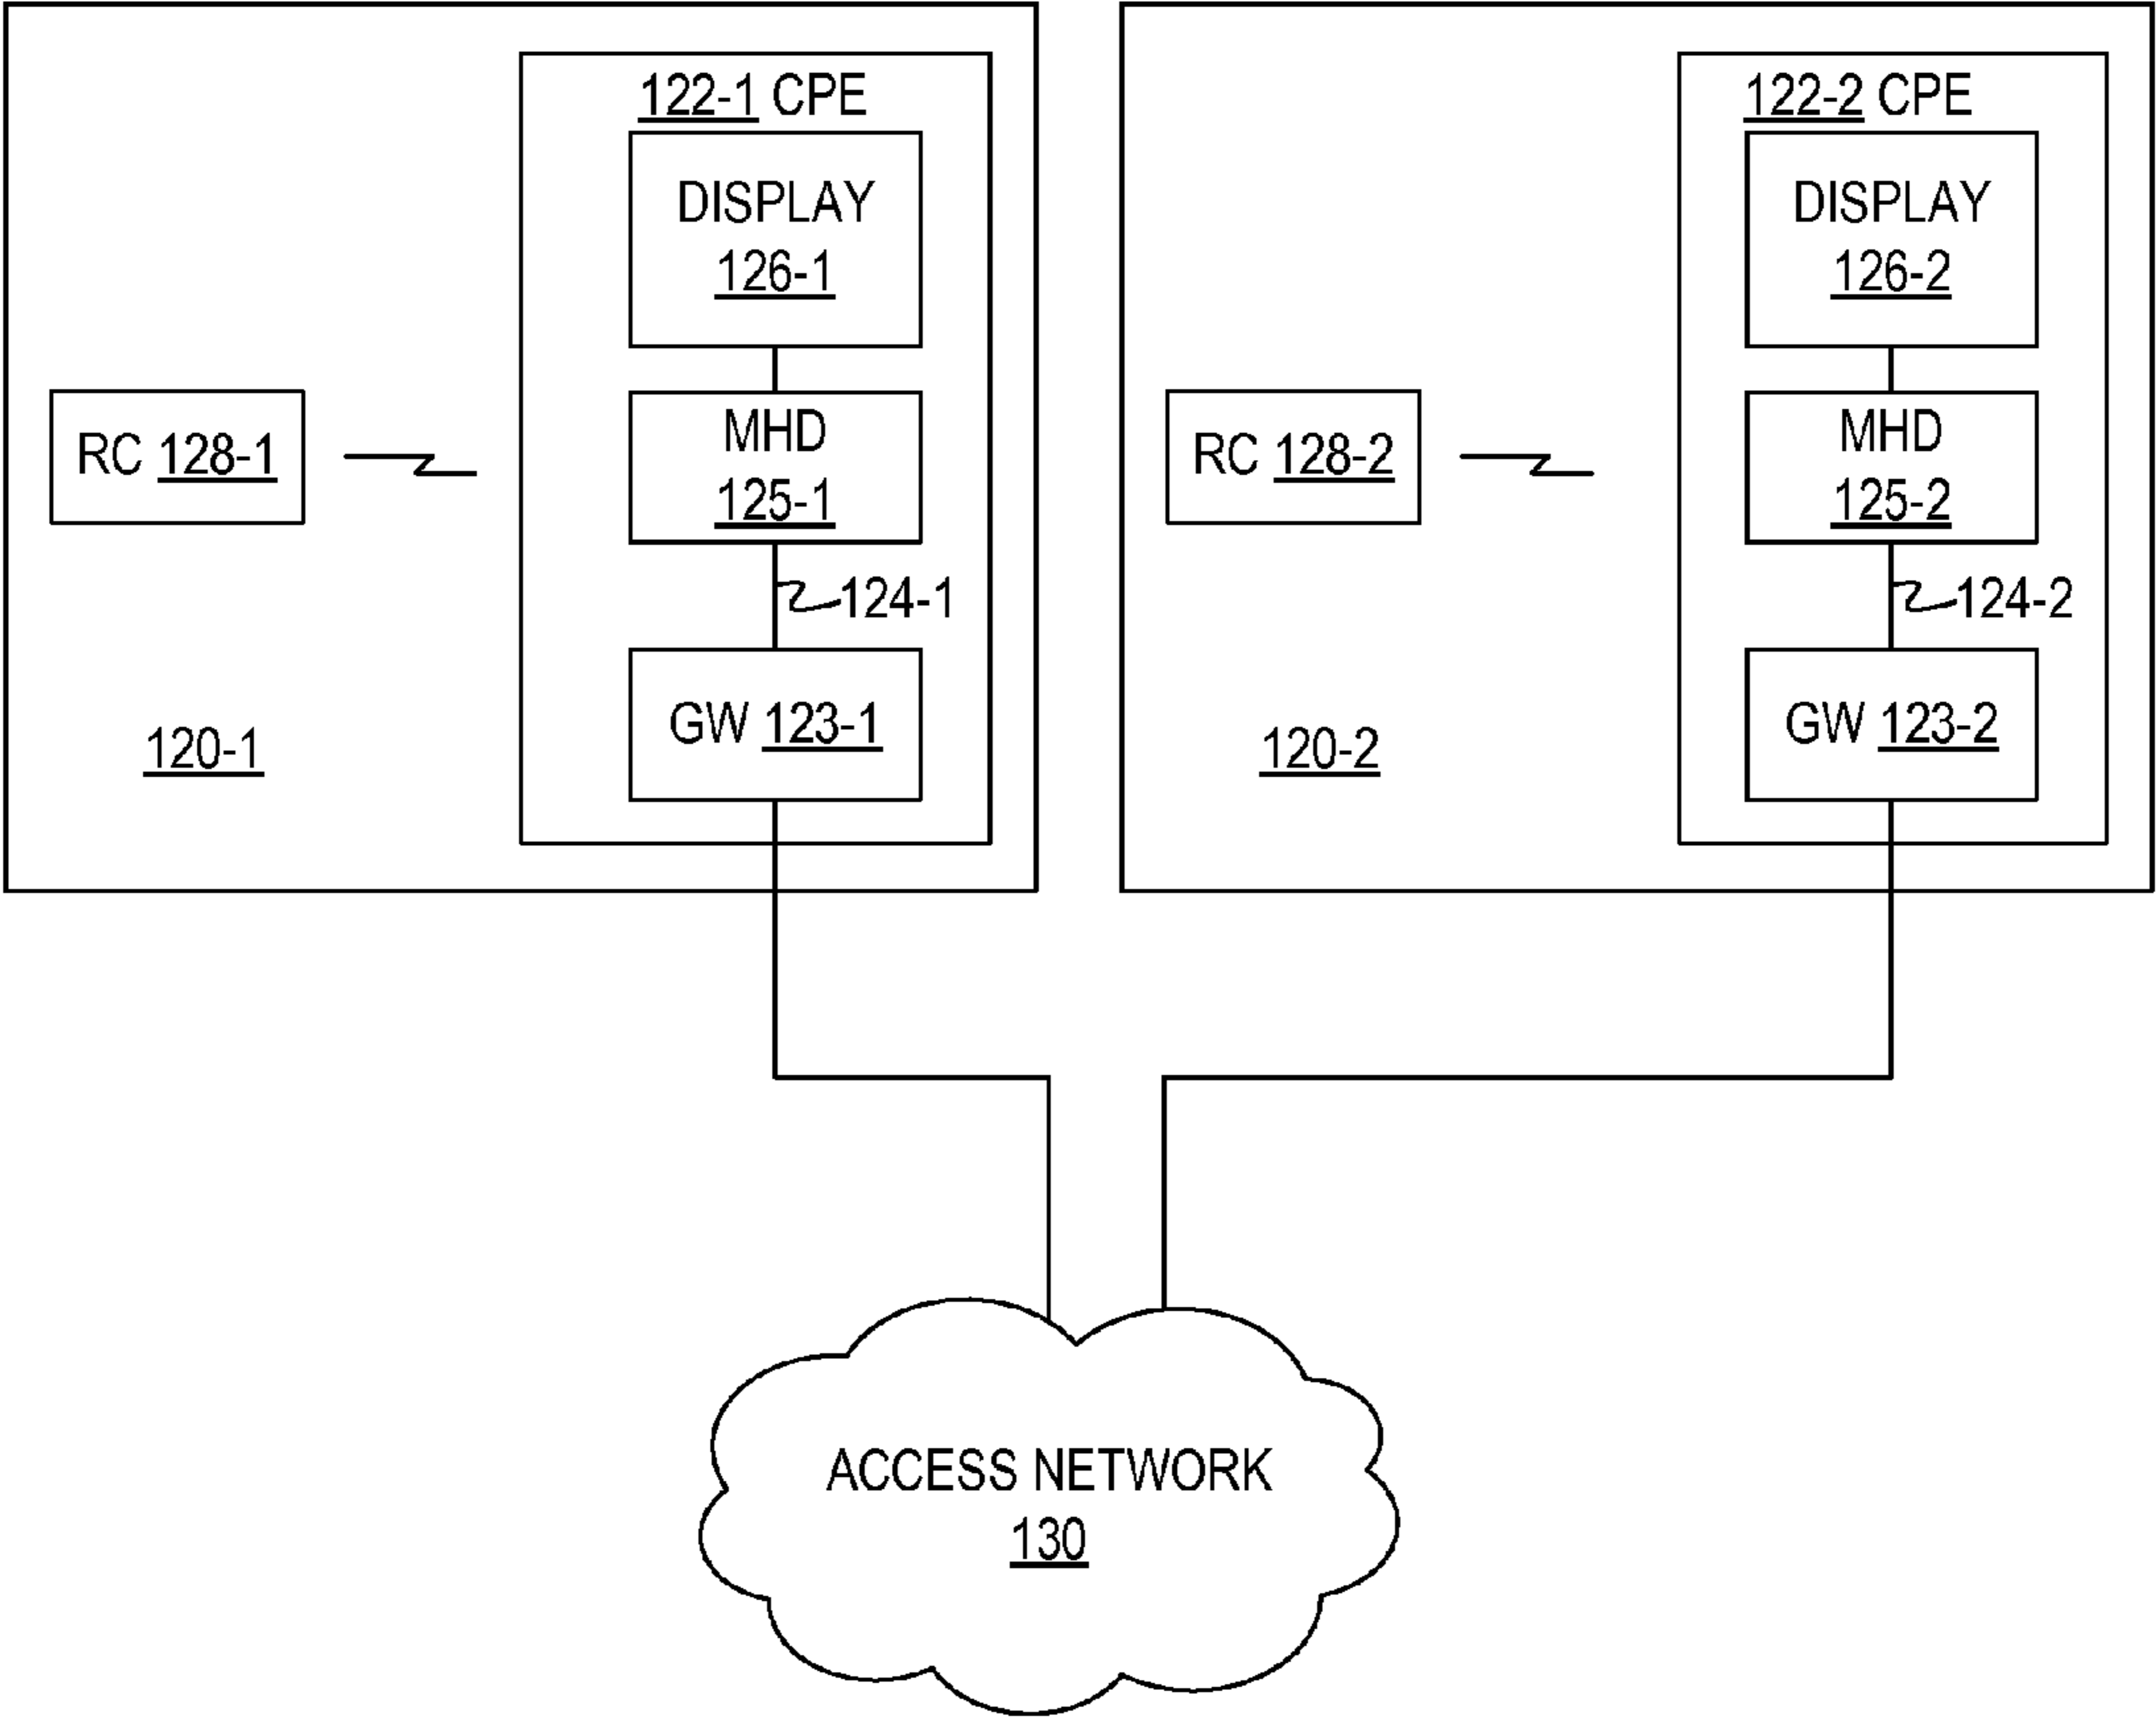 122-1 CPE
DISPLAY
126-1
RC 128-1
MHD
125-1
124-1
GW 123-1
120-1
122-2 CPE
DISPLAY
126-2
RC 128-2
MHD
125-2
124-2
GW 123-2
120-2
ACCESS NETWORK
130